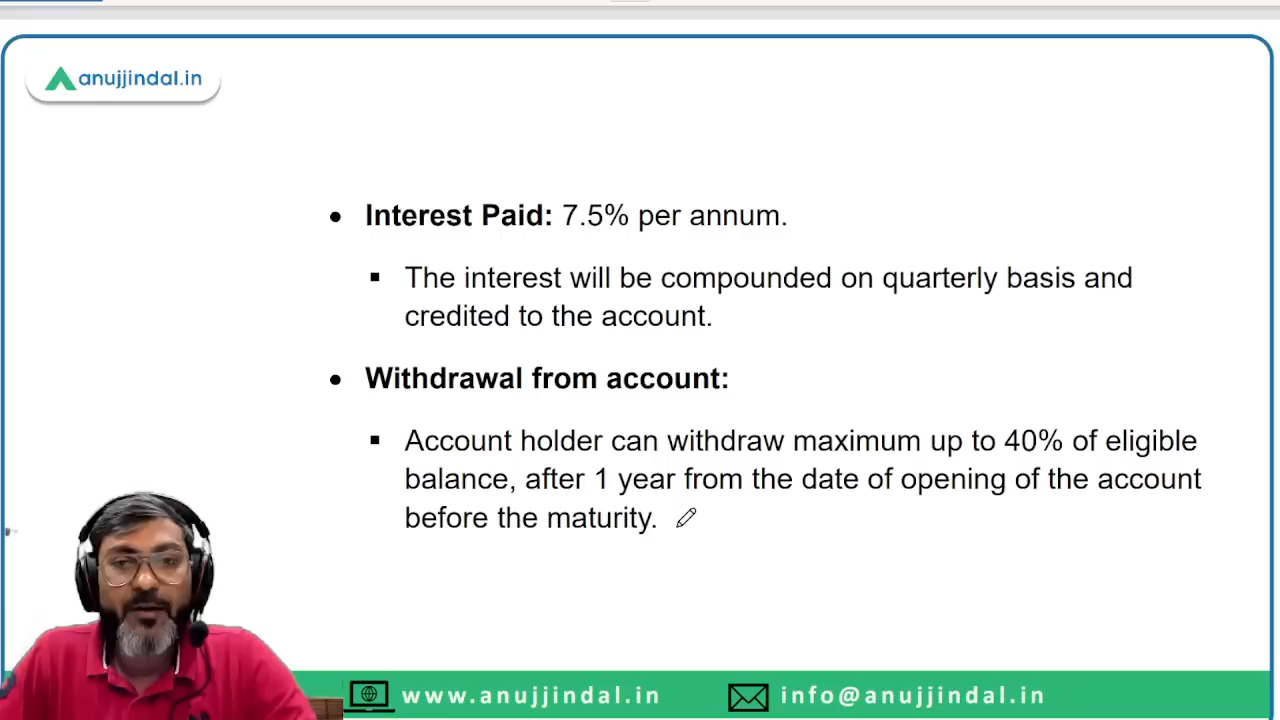 anujjindal.in
• Interest Paid: 7.5% per annum.
▪ The interest will be compounded on quarterly basis and
credited to the account.
• Withdrawal from account:
▪ Account holder can withdraw maximum up to 40% of eligible
balance, after 1 year from the date of opening of the account
before the maturity.
www.anujjindal.in info@anujjindal.in